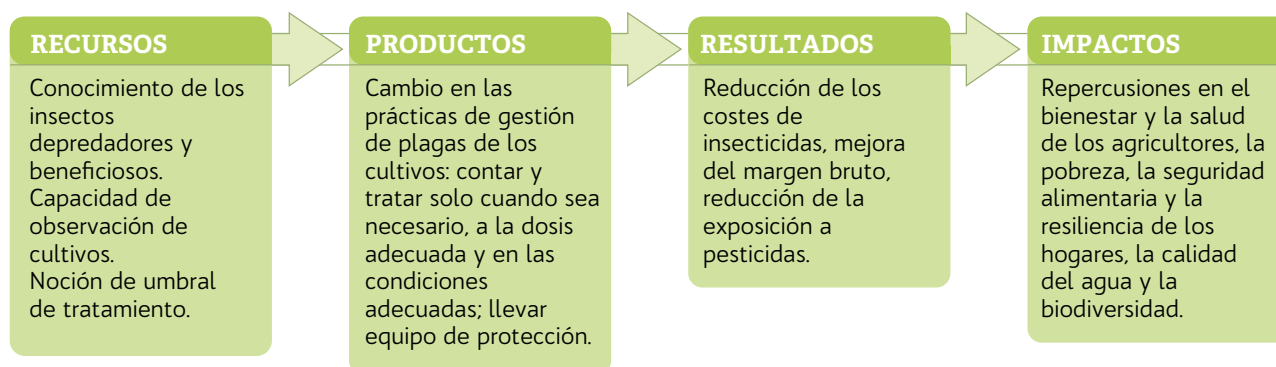 RECURSOS
Conocimiento de los
insectos
depredadores y
beneficiosos.
Capacidad de
observación de
cultivos.
Noción de umbral
de tratamiento.
PRODUCTOS
Cambio en las
prácticas de gestión
de plagas de los
cultivos: contar y
tratar solo cuando sea
necesario, a la dosis
adecuada y en las
condiciones
adecuadas; llevar
equipo de protección.
RESULTADOS
Reducción de los
costes de
insecticidas, mejora
del margen bruto,
reducción de la
exposición a
pesticidas.
IMPACTOS
Repercusiones en el
bienestar y la salud
de los agricultores, la
pobreza, la seguridad
alimentaria y la
resiliencia de los
hogares, la calidad
del agua y la
biodiversidad.